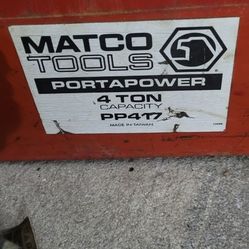 MATCO
TOOLS
PORTAPOWER
4 TON
CAPACITY
PP417
MADE IN TAIWAN